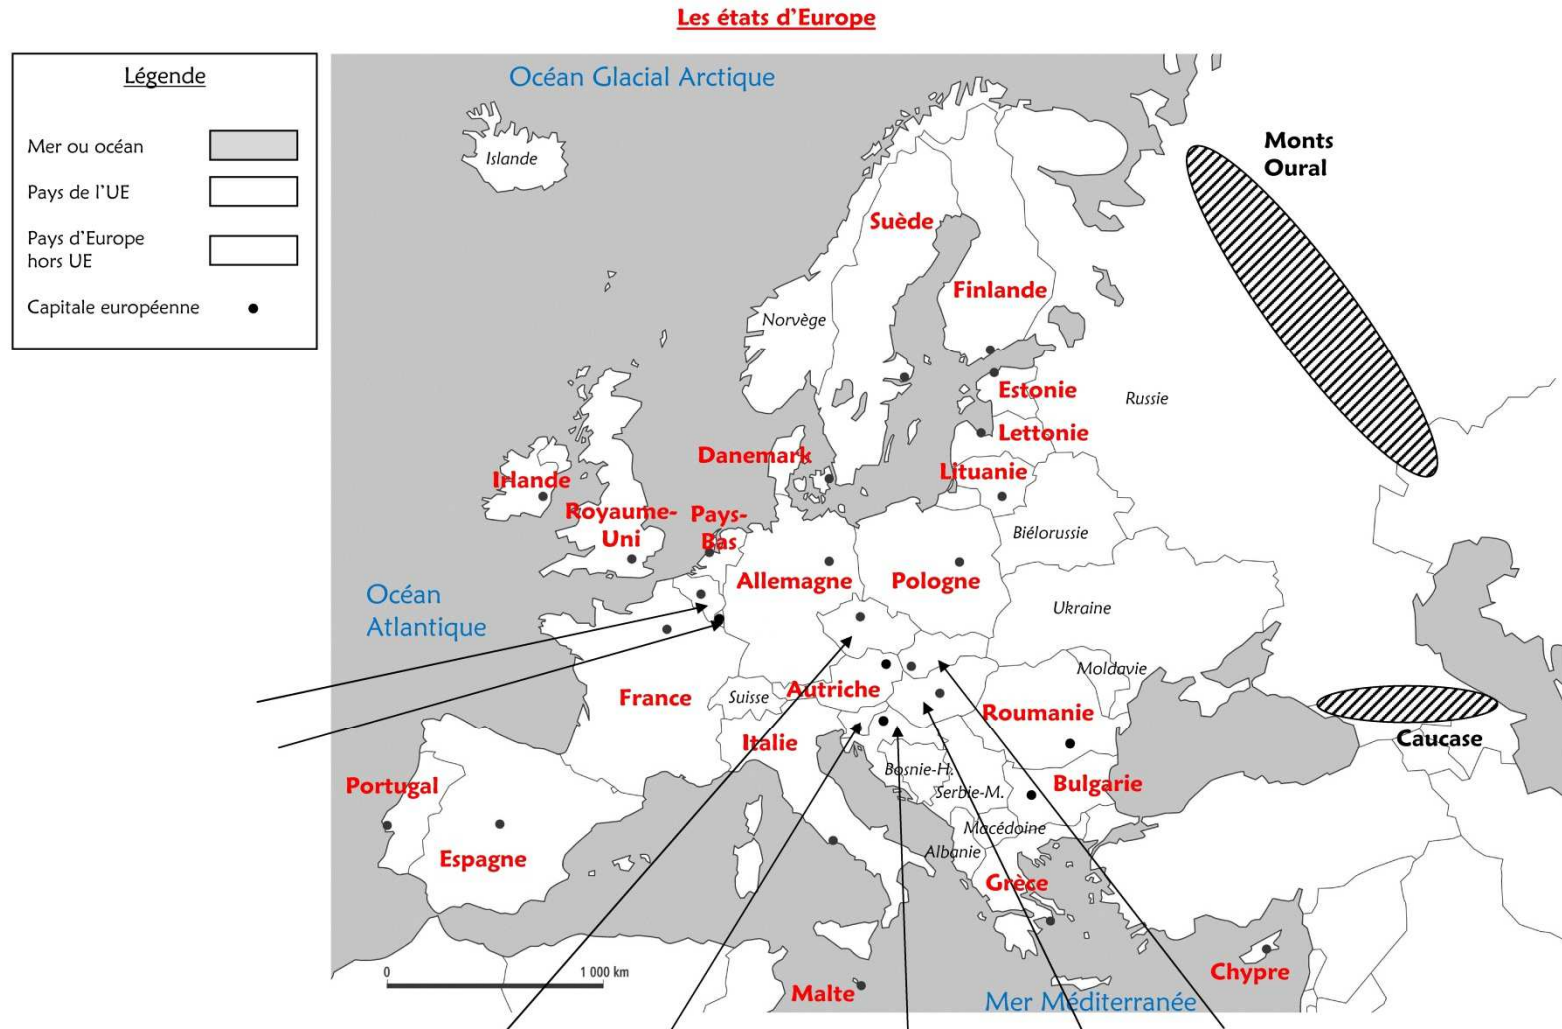 Les états d'Europe
Légende
Mer ou océan
Pays de l'UE
Pays d'Europe
hors UE
Capitale européenne
Océan Glacial Arctique
Islande
Monts
Oural
Suède
Finlande
Norvège
Estonie
Russie
Lettonie
Danemark
Lituanie
Irlande
Royaume-
Uni
Pays-
Bas
Biélorussie
Allemagne
Pologne
Océan
Atlantique
Ukraine
Moldavie
France
Suisse
Autriche
Roumanie
Italie
Caucase
Bosnie-H.
Serbie-M.
Portugal
Bulgarie
Macédoine
Albanie
Espagne
Grèce
0
1 000 km
Chypre
Malte
Mer Méditerranée